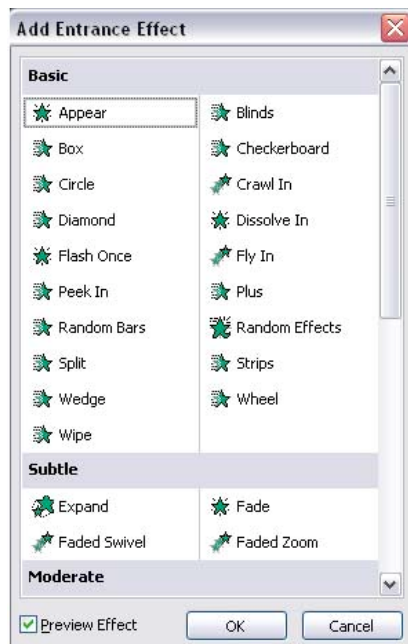 Add Entrance Effect
Basic
Appear Blinds
Box Checkerboard
Circle Crawl In
Diamond Dissolve In
Flash Once Fly In
Peek In Plus
Random Bars Random Effects
Split Strips
Wedge Wheel
Wipe
Subtle
Expand Fade
Faded Swivel Faded Zoom
Moderate
Preview Effect OK Cancel